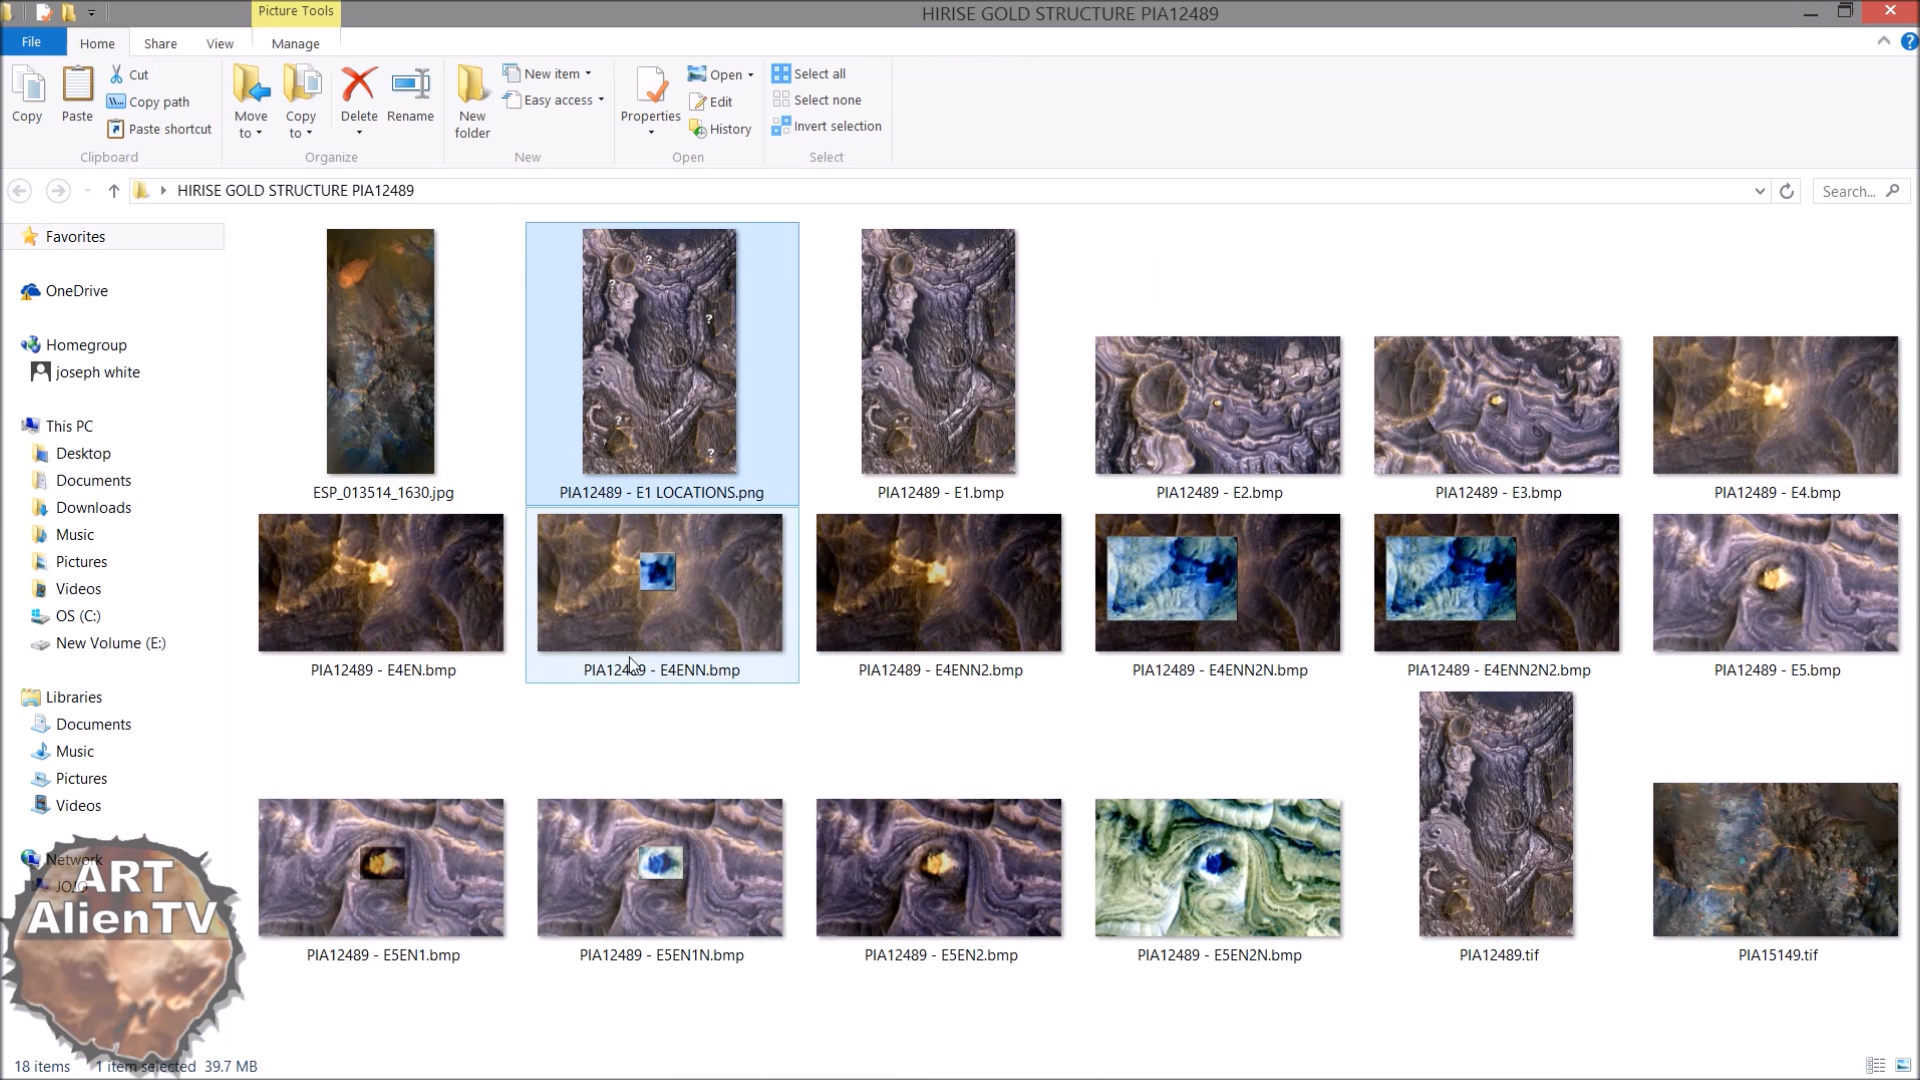 Picture Tools
HIRISE GOLD STRUCTURE PIA12489
File
Home
Share
View
Manage
Copy
Paste
Cut
Copy path
Paste shortcut
Clipboard
Move
to
Copy
to
Delete
Rename
Organize
New
folder
New item
Easy access
New
Properties
Open
Edit
History
Open
Select all
Select none
Invert selection
Select
HIRISE GOLD STRUCTURE PIA12489
Search...
Favorites
OneDrive
Homegroup
joseph white
This PC
Desktop
Documents
Downloads
Music
Pictures
Videos
OS (C:)
New Volume (E:)
Libraries
Documents
Music
Pictures
Videos
Network
ART
AlienTV
ESP_013514_1630.jpg
PIA12489 - E1 LOCATIONS.png
PIA12489 - E1.bmp
PIA12489 - E2.bmp
PIA12489 - E3.bmp
PIA12489 - E4.bmp
PIA12489 - E4EN.bmp
PIA12489 - E4ENN.bmp
PIA12489 - E4ENN2.bmp
PIA12489 - E4ENN2N.bmp
PIA12489 - E4ENN2N2.bmp
PIA12489 - E5.bmp
PIA12489 - E5EN1.bmp
PIA12489 - E5EN1N.bmp
PIA12489 - E5EN2.bmp
PIA12489 - E5EN2N.bmp
PIA12489.tif
PIA15149.tif
18 items
1 item selected
39.7 MB